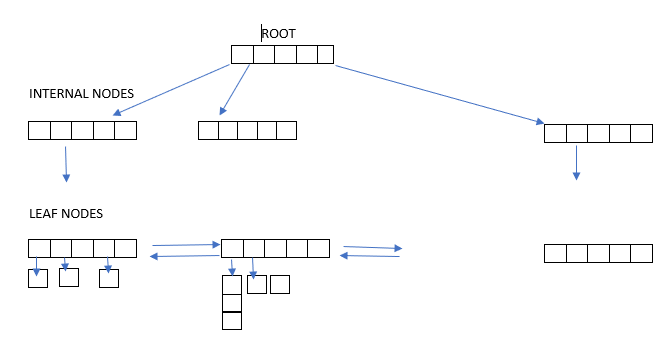 ROOT
INTERNAL NODES
LEAF NODES